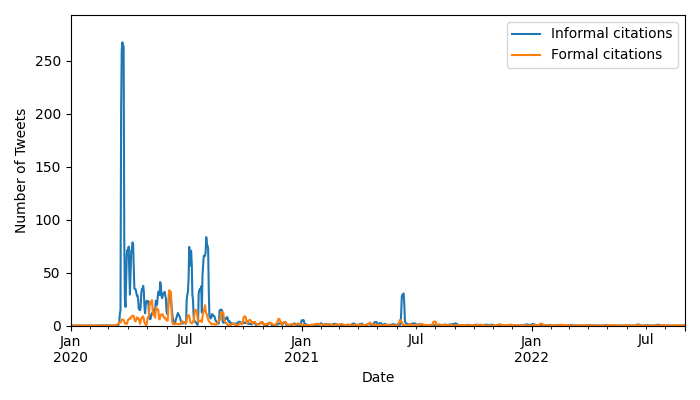 Informal citations
Formal citations
Number of Tweets
250
200
150
100
50
0
Jan
2020
Jul
Jan
2021
Jul
Jan
2022
Jul
Date